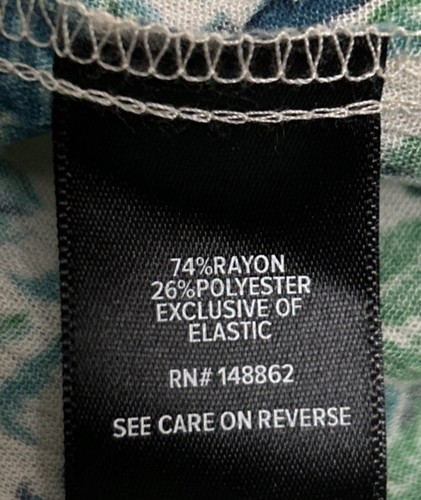 74%RAYON
26%POLYESTER
EXCLUSIVE OF
ELASTIC
RN# 148862
SEE CARE ON REVERSE